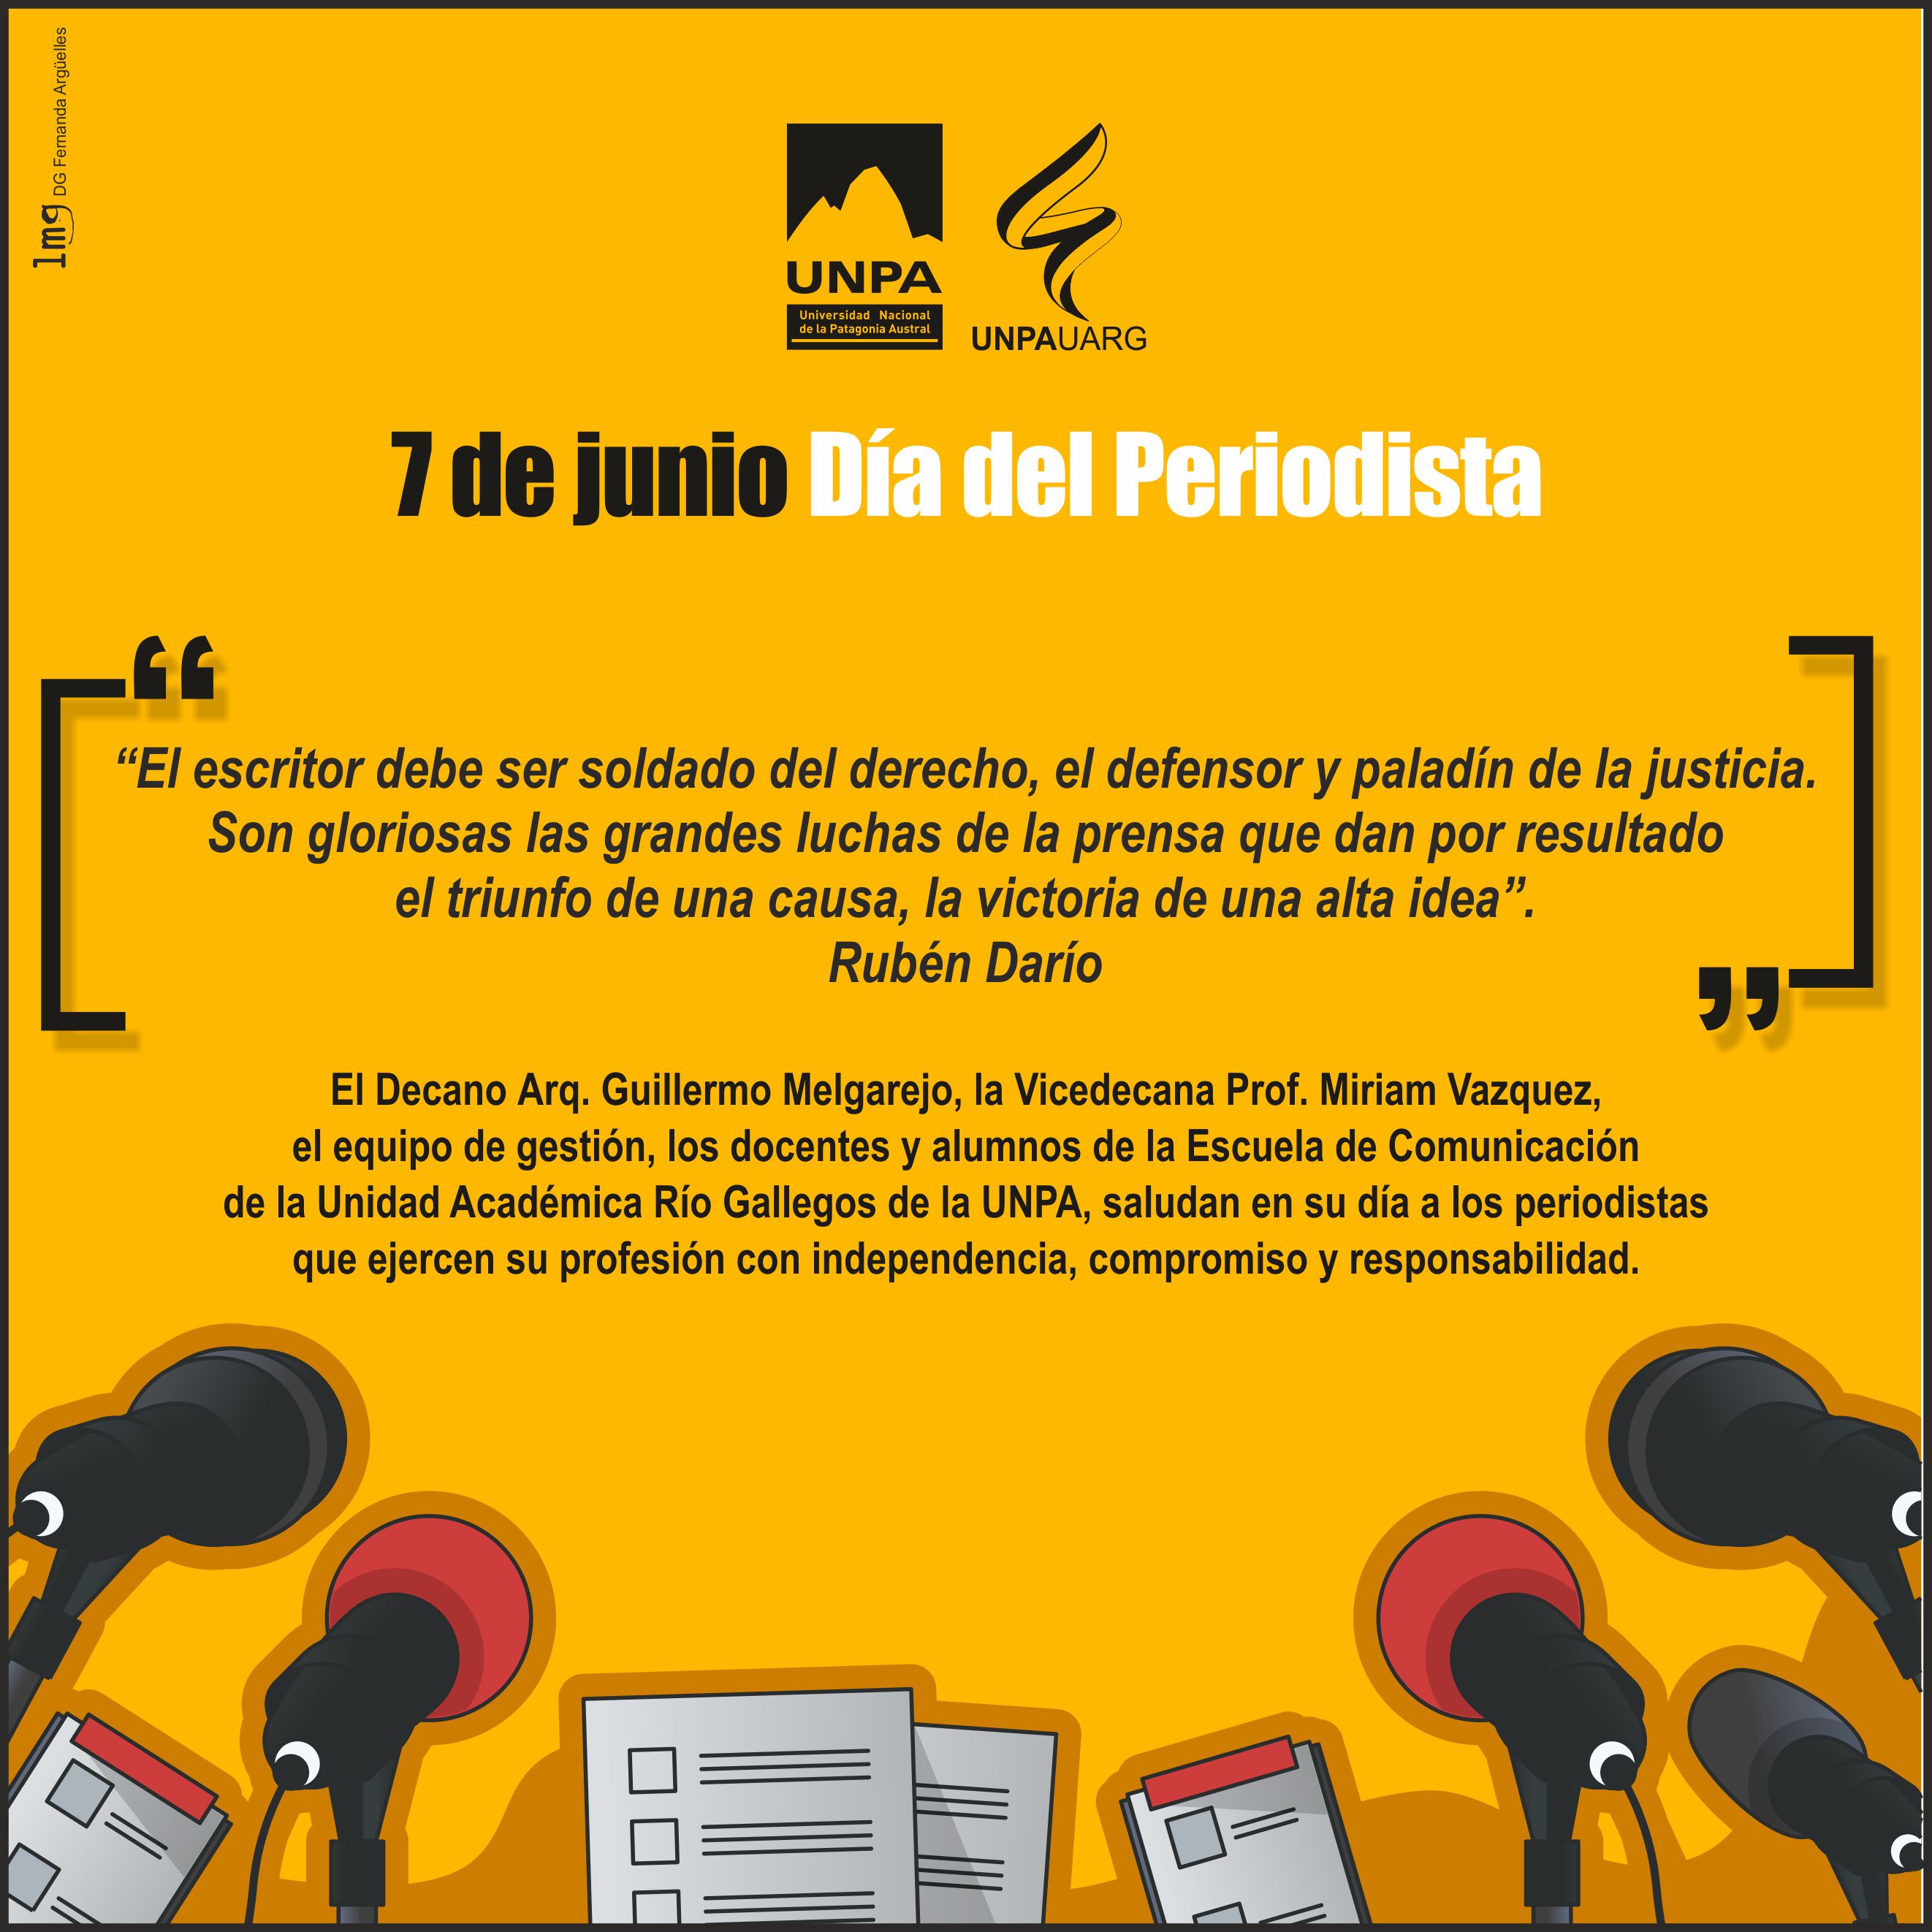 img DG Fernanda Argüelles
UNPA
Universidad Nacional
de la Patagonia Austral
UNPAUARG
7 de junio Día del Periodista
“
“El escritor debe ser soldado del derecho, el defensor y paladín de la justicia.
Son gloriosas las grandes luchas de la prensa que dan por resultado
el triunfo de una causa, la victoria de una alta idea”.
Rubén Darío
”
El Decano Arq. Guillermo Melgarejo, la Vicedecana Prof. Miriam Vazquez,
el equipo de gestión, los docentes y alumnos de la Escuela de Comunicación
de la Unidad Académica Río Gallegos de la UNPA, saludan en su día a los periodistas
que ejercen su profesión con independencia, compromiso y responsabilidad.